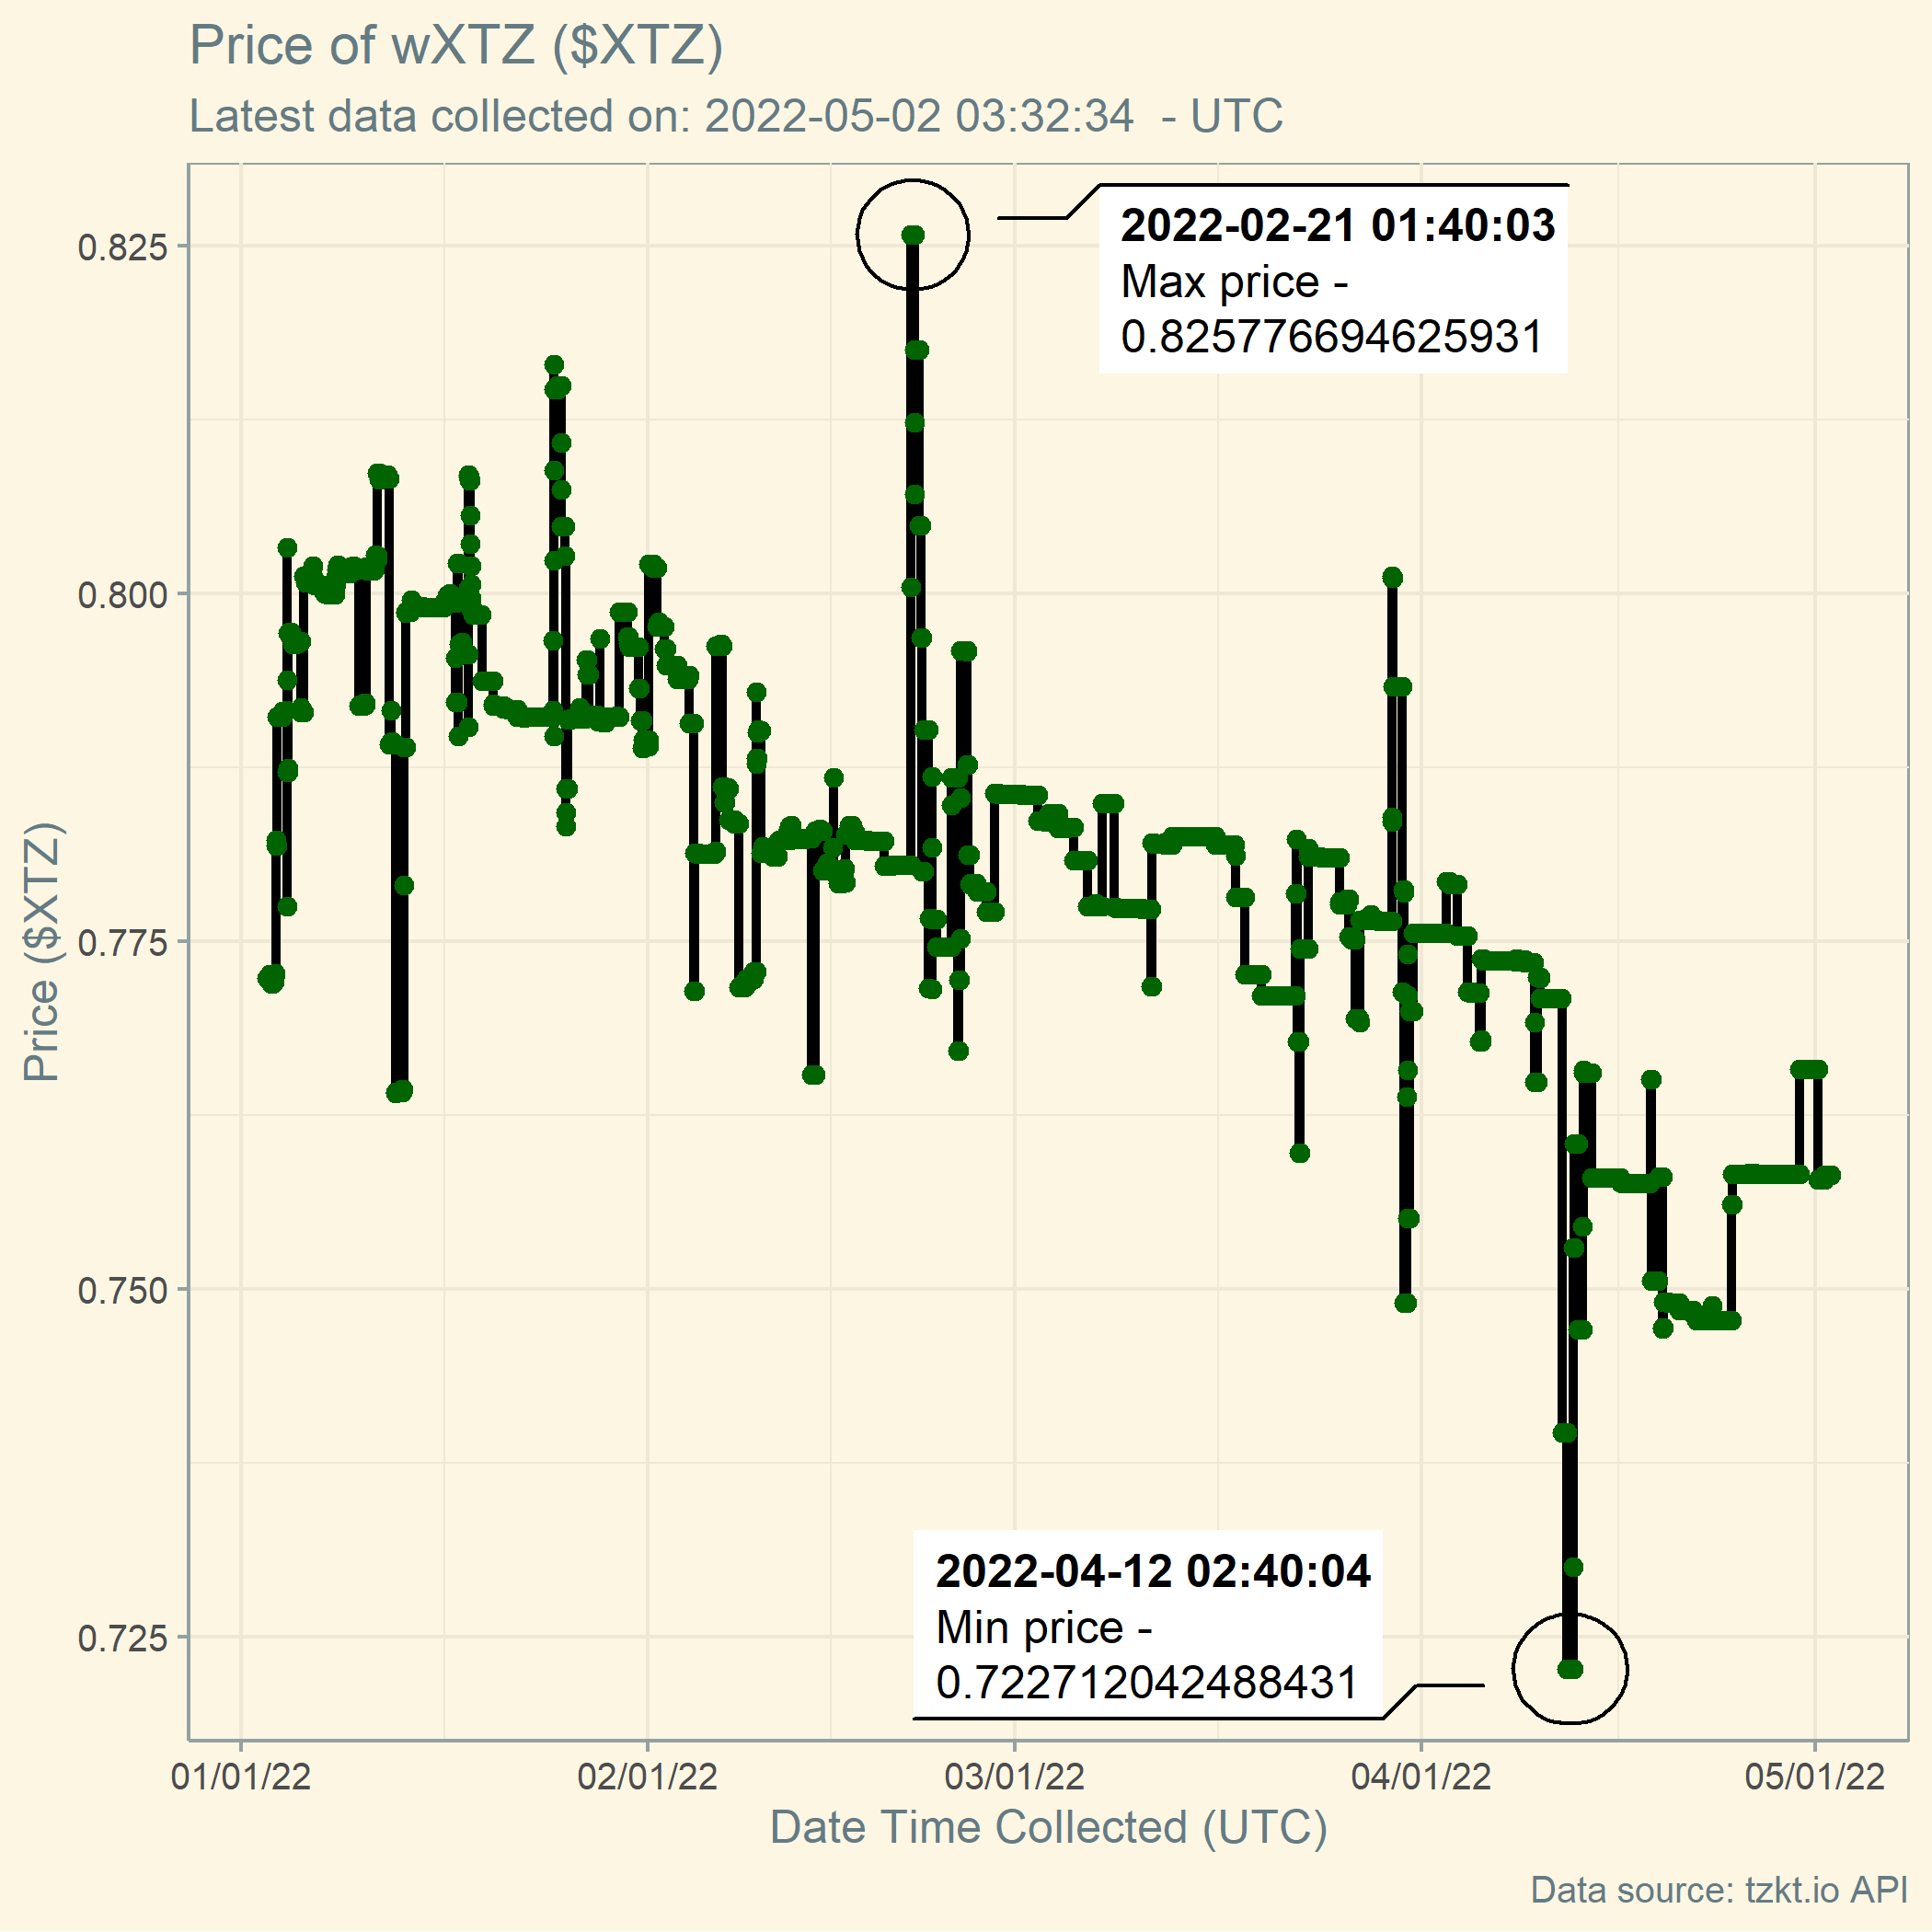 Price of wXTZ ($XTZ)
Latest data collected on: 2022-05-02 03:32:34  - UTC
2022-02-21 01:40:03
Max price -
0.825776694625931
0.825
0.800
0.775
0.750
0.725
Price ($XTZ)
2022-04-12 02:40:04
Min price -
0.722712042488431
01/01/22
02/01/22
03/01/22
04/01/22
05/01/22
Date Time Collected (UTC)
Data source: tzkt.io API